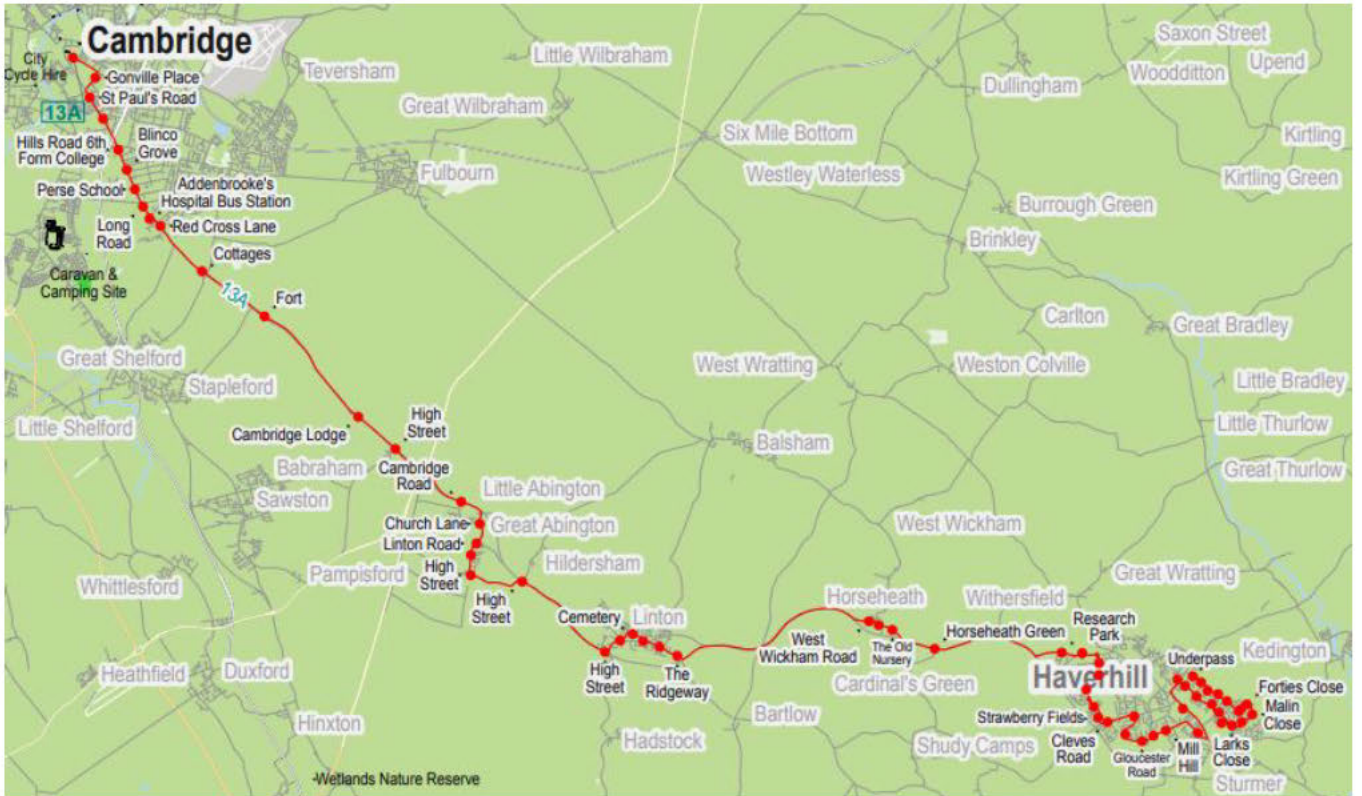 Cambridge
City
Cycle Hire
Gonville Place
St Paul's Road
13A
Hills Road 6th
Form College
Blinco
Grove
Perse School
Addenbrooke's
Hospital Bus Station
Long
Road
Red Cross Lane
Cottages
Caravan &
Camping Site
13A
Fort
Teversham
Little Wilbraham
Great Wilbraham
Six Mile Bottom
Fulbourn
Westley Waterless
Dullingham
Saxon Street
Woodditton
Upend
Kirtling
Kirtling Green
Burrough Green
Brinkley
Carlton
Great Bradley
Great Shelford
Stapleford
Little Shelford
West Wratting
Weston Colville
Little Bradley
Little Thurlow
Great Thurlow
Cambridge Lodge
High
Street
Babraham
Cambridge
Road
Balsham
Sawston
Little Abington
Church Lane
Great Abington
Linton Road
High
Street
West Wickham
Whittlesford
Pampisford
High
Street
Hildersham
Great Wratting
Cemetery
Linton
Horseheath
Withersfield
Research
Park
West
Wickham Road
The Old
Nursery
Horseheath Green
Underpass
Kedington
Heathfield
Duxford
High
Street
The
Ridgeway
Cardinal's Green
Haverhill
Forties Close
Malin
Close
Hinxton
Hadstock
Bartlow
Shudy Camps
Strawberry Fields
Cleves
Road
Gloucester
Road
Mill
Hill
Larks
Close
Sturmer
Wetlands Nature Reserve